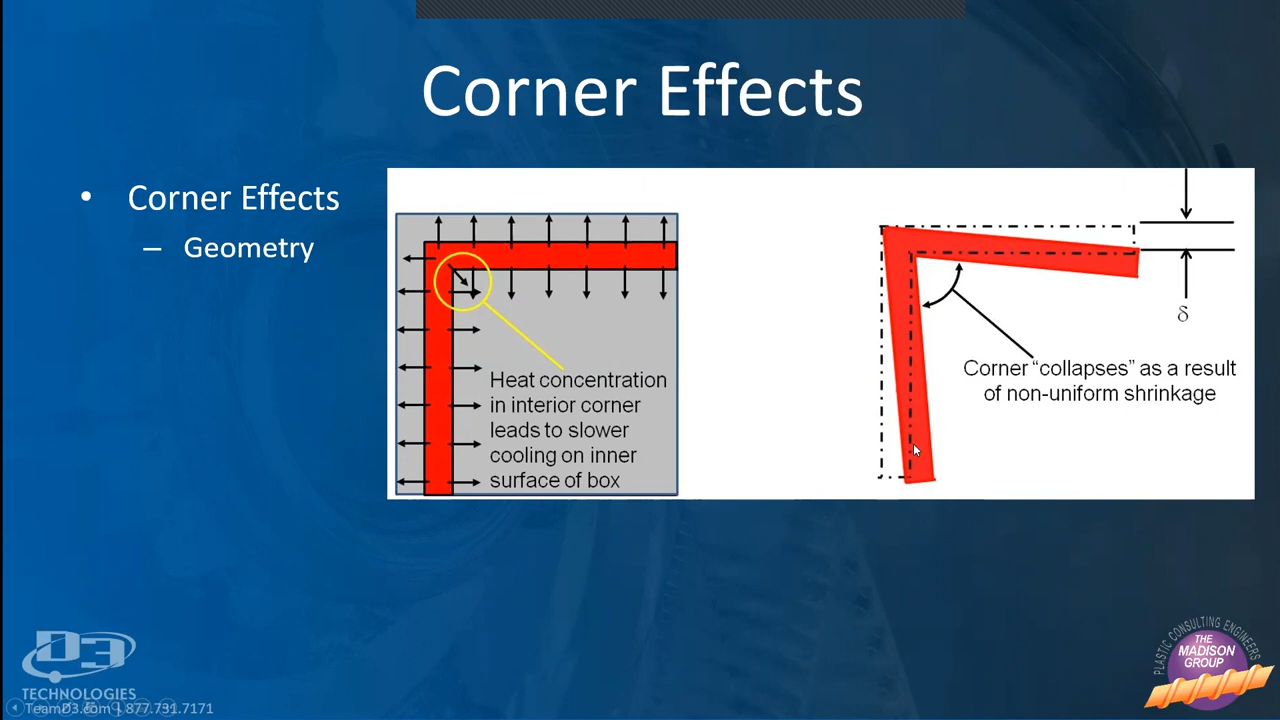 Corner Effects
• Corner Effects
– Geometry
Heat concentration
in interior corner
leads to slower
cooling on inner
surface of box
δ
Corner “collapses” as a result
of non-uniform shrinkage
D3
TECHNOLOGIES
TeamD3.com | 877.731.7171
PLASTIC CONSULTING ENGINEERS
THE
MADISON
GROUP